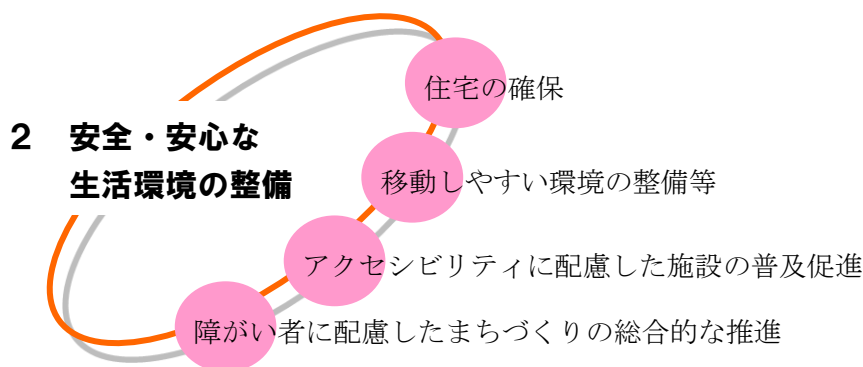 住宅の確保
２　安全・安心な
生活環境の整備
移動しやすい環境の整備等
アクセシビリティに配慮した施設の普及促進
障がい者に配慮したまちづくりの総合的な推進